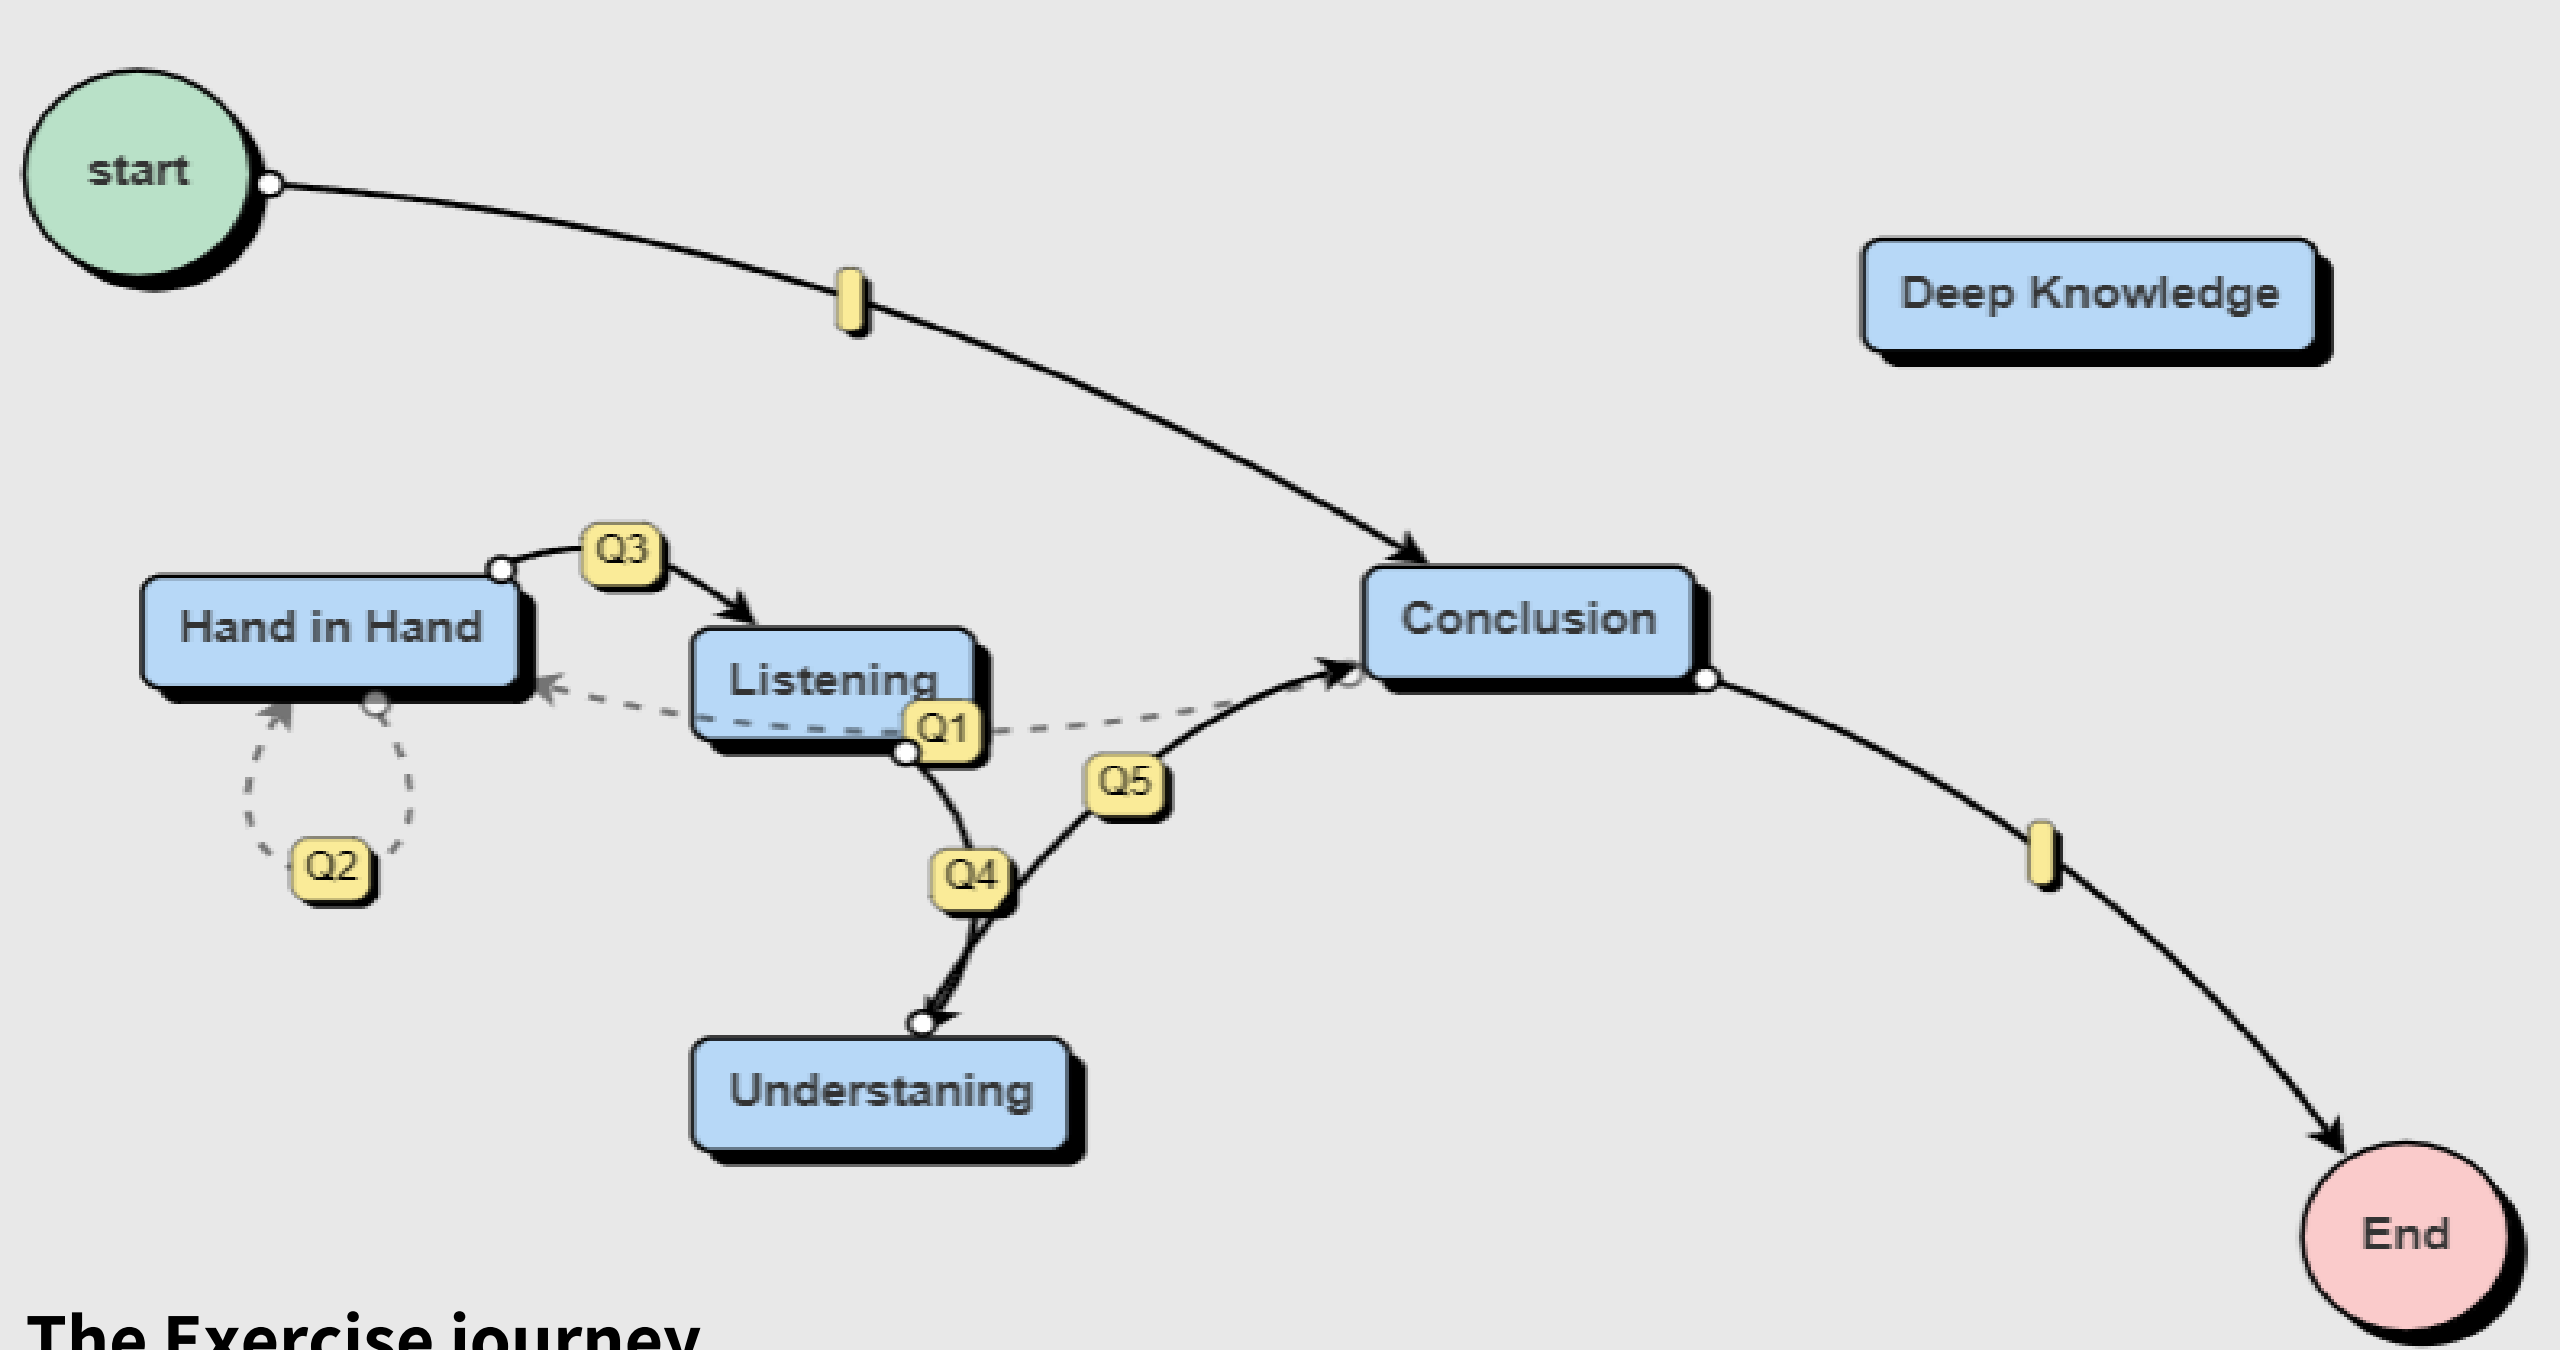 start
Deep Knowledge
Q3
Hand in Hand
Listening
Conclusion
Q1
Q5
Q2
Q4
Understaning
End
The Exercise journey